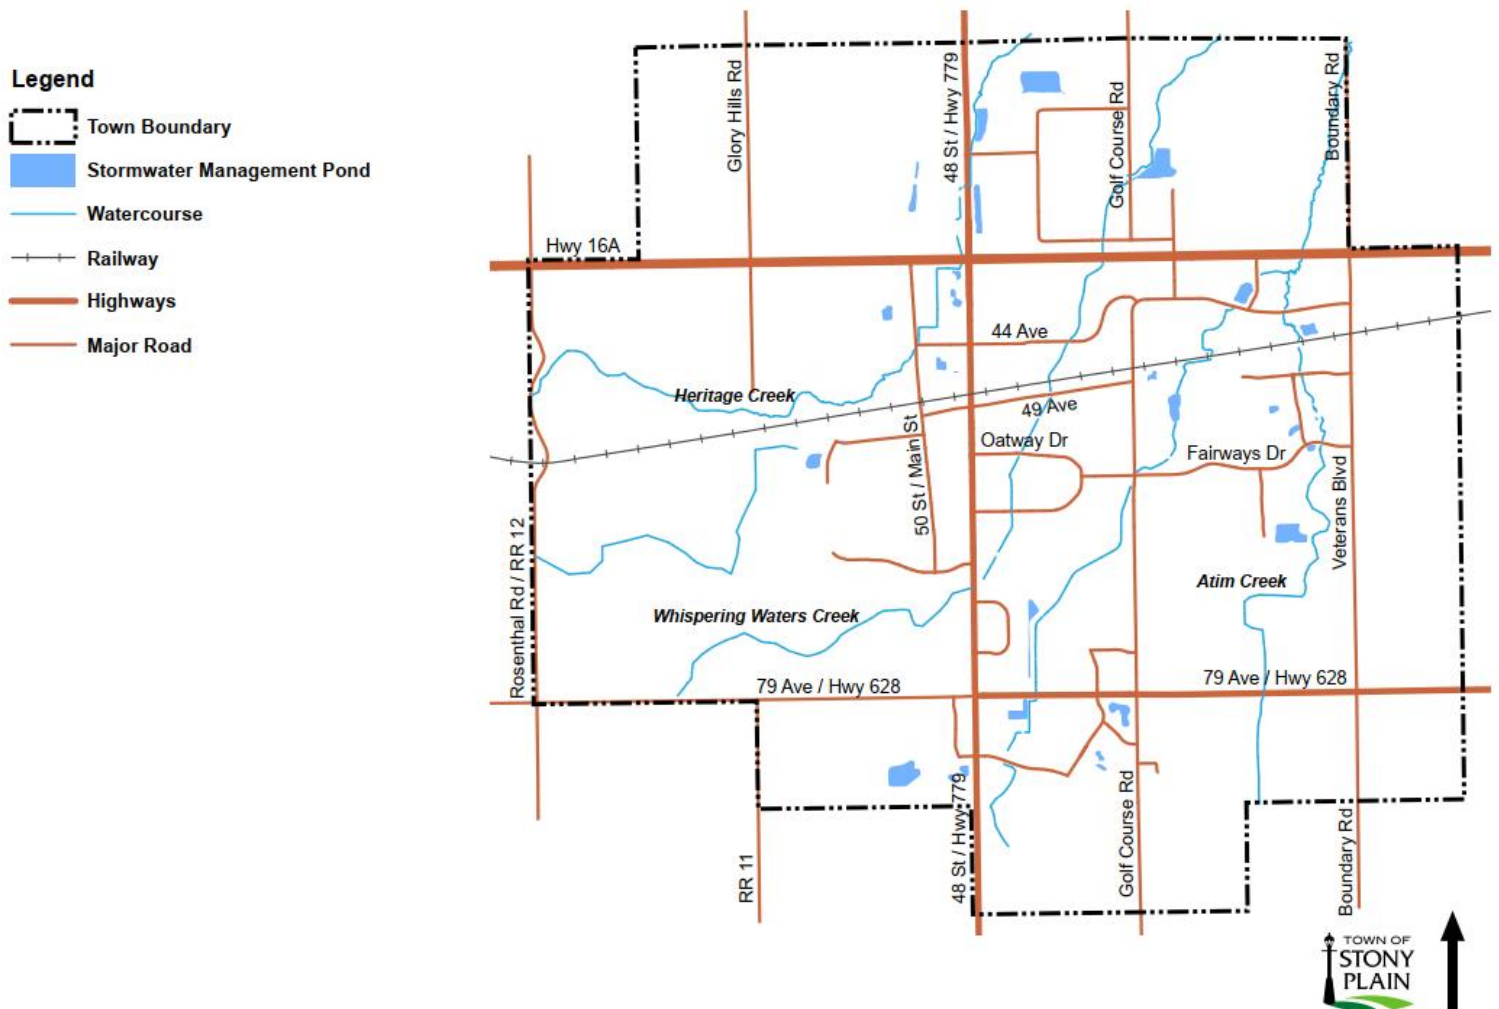 Legend
Town Boundary
Stormwater Management Pond
Watercourse
Railway
Highways
Major Road
Glory Hills Rd
48 St / Hwy 779
Golf Course Rd
Boundary Rd
Hwy 16A
44 Ave
Heritage Creek
49 Ave
50 St / Main St
Oatway Dr
Fairways Dr
Veterans Blvd
Rosenthal Rd / RR 12
Atim Creek
Whispering Waters Creek
79 Ave / Hwy 628
79 Ave / Hwy 628
RR 11
48 St / Hwy 779
Golf Course Rd
Boundary Rd
TOWN OF
STONY
PLAIN